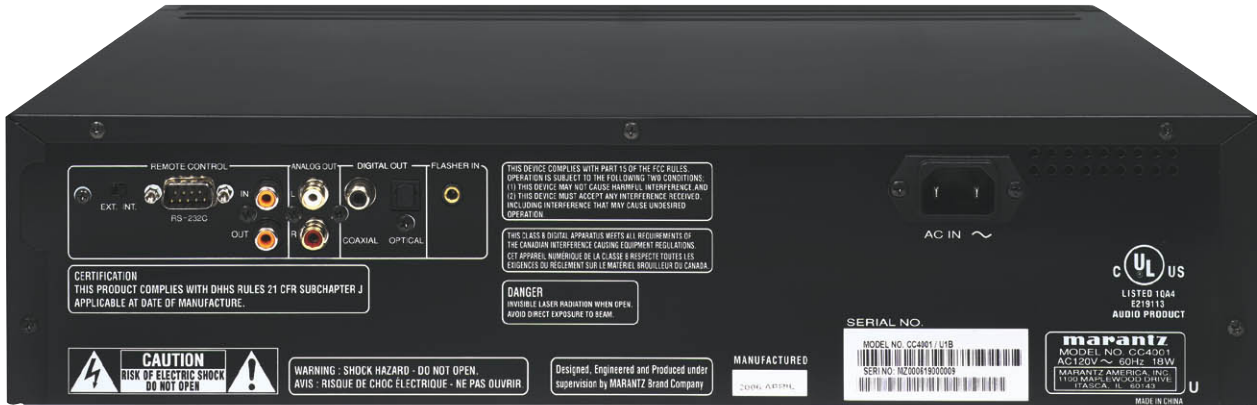 REMOTE CONTROL
ANALOG OUT
DIGITAL OUT
FLASHER IN
EXT. INT.
RS-232C
IN
OUT
L
R
COAXIAL
OPTICAL
THIS DEVICE COMPLIES WITH PART 15 OF THE FCC RULES.
OPERATION IS SUBJECT TO THE FOLLOWING TWO CONDITIONS:
(1) THIS DEVICE MAY NOT CAUSE HARMFUL INTERFERENCE, AND
(2) THIS DEVICE MUST ACCEPT ANY INTERFERENCE RECEIVED,
INCLUDING INTERFERENCE THAT MAY CAUSE UNDESIRED
OPERATION.
THIS CLASS B DIGITAL APPARATUS MEETS ALL REQUIREMENTS OF
THE CANADIAN INTERFERENCE CAUSING EQUIPMENT REGULATIONS.
CET APPAREIL NUMÉRIQUE DE LA CLASSE B RESPECTE TOUTES LES
EXIGENCES DU RÈGLEMENT SUR LE MATÉRIEL BROUILLEUR DU CANADA.
AC IN ~
CERTIFICATION
THIS PRODUCT COMPLIES WITH DHHS RULES 21 CFR SUBCHAPTER J
APPLICABLE AT DATE OF MANUFACTURE.
DANGER
INVISIBLE LASER RADIATION WHEN OPEN.
AVOID DIRECT EXPOSURE TO BEAM.
C UL US
LISTED 10A4
E219113
AUDIO PRODUCT
CAUTION
RISK OF ELECTRIC SHOCK
DO NOT OPEN
WARNING : SHOCK HAZARD - DO NOT OPEN.
AVIS : RISQUE DE CHOC ÉLECTRIQUE - NE PAS OUVRIR.
Designed, Engineered and Produced under
supervision by MARANTZ Brand Company
MANUFACTURED
2006 APRIL
SERIAL NO.
MODEL NO. CC4001 / U1B
SERI NO: MZ000619000009
marantz
MODEL NO. CC4001
AC120V ~ 60Hz 18W
MARANTZ AMERICA, INC.
1100 MAPLEWOOD DRIVE
ITASCA, IL 60143
U
MADE IN CHINA